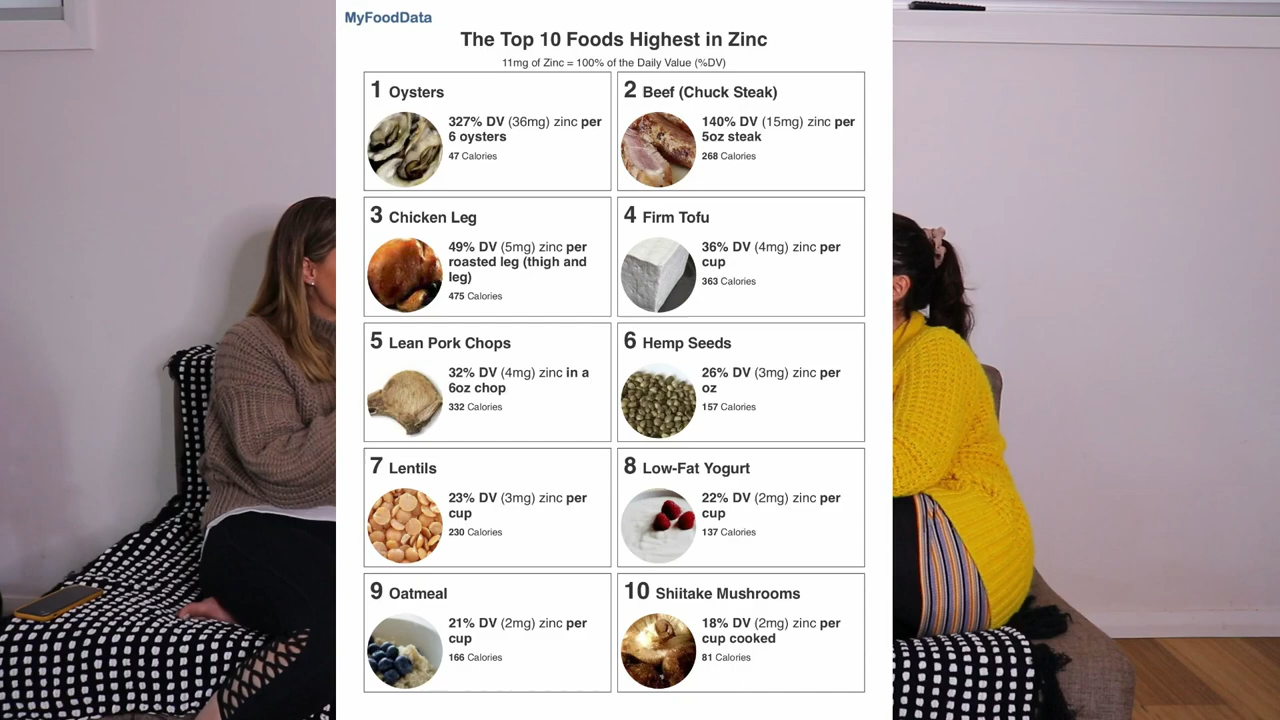 MyFoodData
The Top 10 Foods Highest in Zinc
11mg of Zinc = 100% of the Daily Value (%DV)
1 Oysters
327% DV (36mg) zinc per
6 oysters
47 Calories
2 Beef (Chuck Steak)
140% DV (15mg) zinc per
5oz steak
268 Calories
3 Chicken Leg
49% DV (5mg) zinc per
roasted leg (thigh and
leg)
475 Calories
4 Firm Tofu
36% DV (4mg) zinc per
cup
363 Calories
5 Lean Pork Chops
32% DV (4mg) zinc in a
6oz chop
332 Calories
6 Hemp Seeds
26% DV (3mg) zinc per
oz
157 Calories
7 Lentils
23% DV (3mg) zinc per
cup
230 Calories
8 Low-Fat Yogurt
22% DV (2mg) zinc per
cup
137 Calories
9 Oatmeal
21% DV (2mg) zinc per
cup
166 Calories
10 Shiitake Mushrooms
18% DV (2mg) zinc per
cup cooked
81 Calories